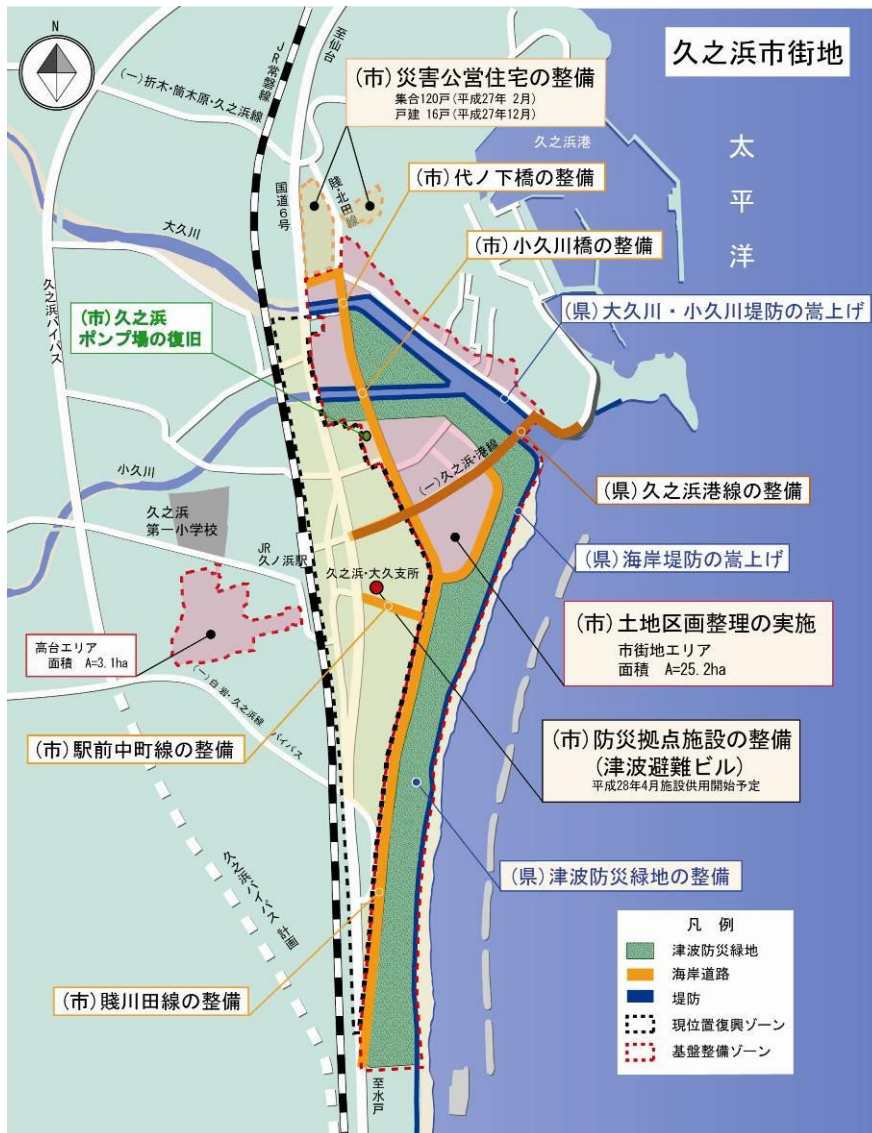 久之浜市街地
N
至仙台
JR常磐線
(一)折木・筒木原・久之浜線
(市)災害公営住宅の整備
集合120戸(平成27年 2月)
戸建 16戸(平成27年12月)
久之浜港
太平洋
(市)代ノ下橋の整備
賤・北田線
国道6号
大久川
(市)小久川橋の整備
久之浜バイパス
(市)久之浜
ポンプ場の復旧
(県)大久川・小久川堤防の嵩上げ
(一)久之浜・港線
小久川
(県)久之浜港線の整備
久之浜
第一小学校
JR
久ノ浜駅
(県)海岸堤防の嵩上げ
久之浜・大久支所
(市)土地区画整理の実施
市街地エリア
面積 A=25.2ha
高台エリア
面積 A=3.1ha
(一)白岩・久之浜線 バイパス
(市)駅前中町線の整備
(市)防災拠点施設の整備
(津波避難ビル)
平成28年4月施設供用開始予定
(県)津波防災緑地の整備
久之浜バイパス計画
(市)賤川田線の整備
凡 例
津波防災緑地
海岸道路
堤防
現位置復興ゾーン
基盤整備ゾーン
至水戸